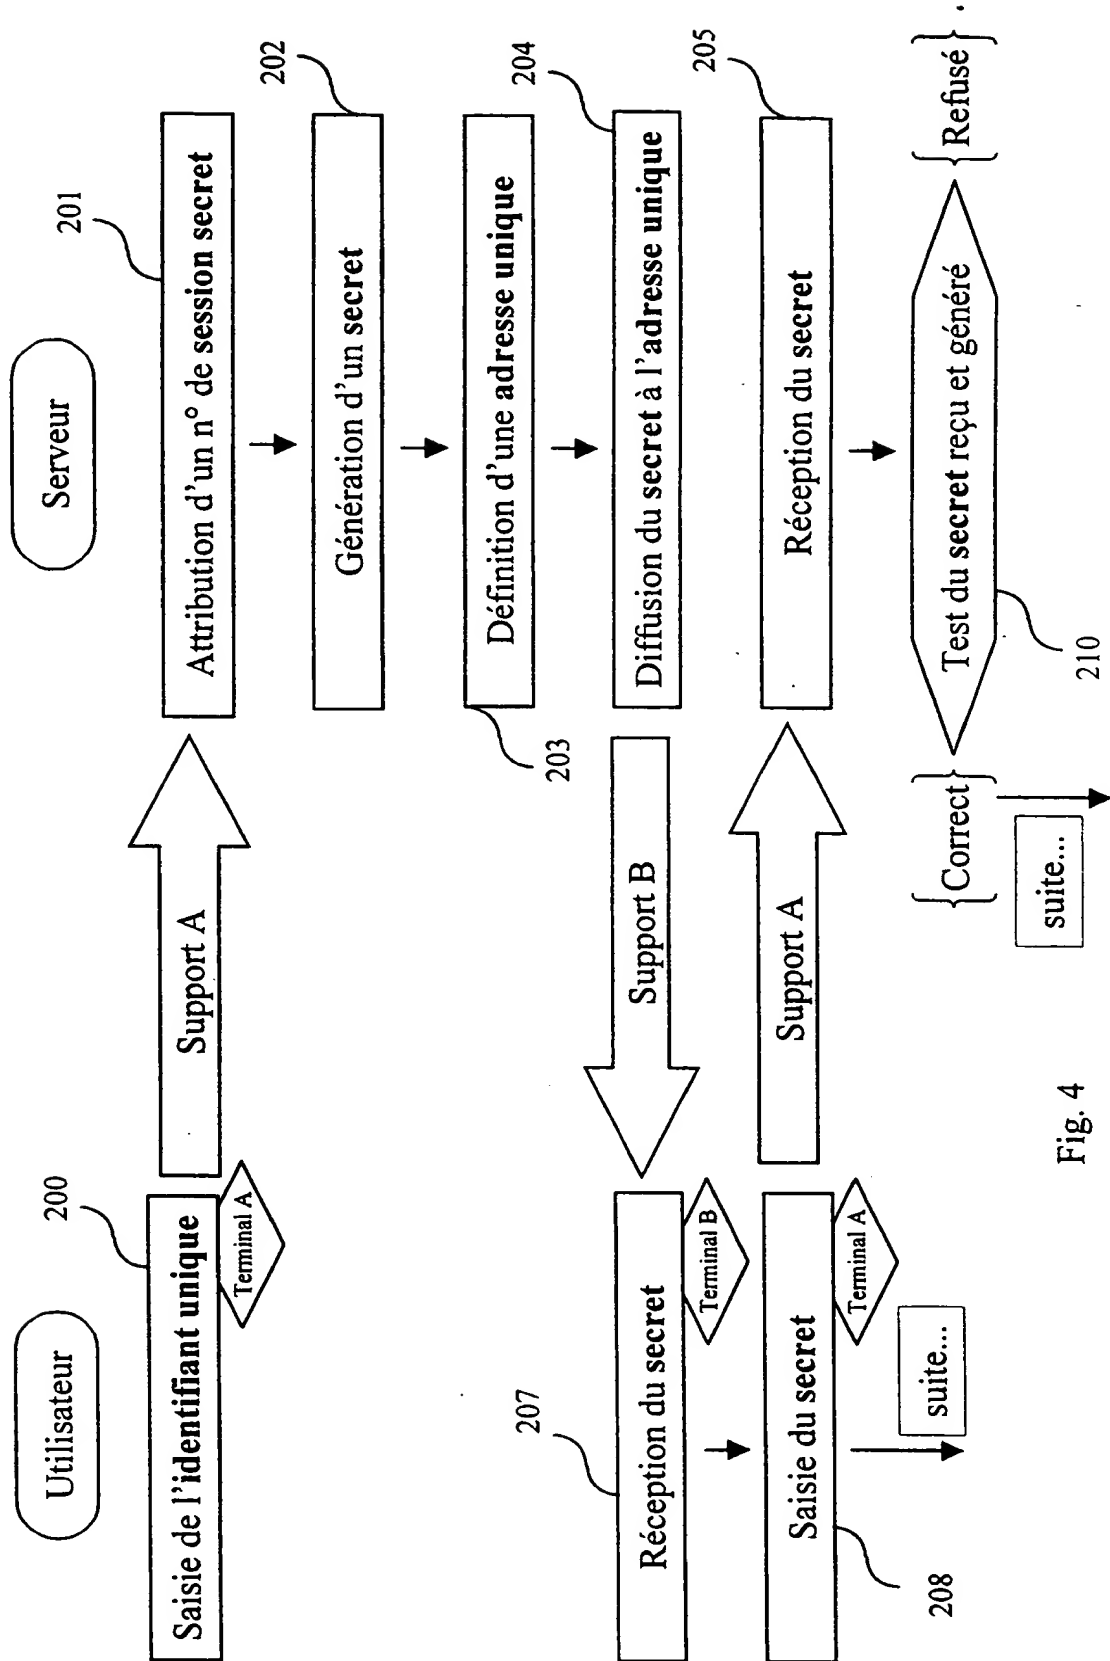 Utilisateur
Serveur
200
201
Saisie de l'identifiant unique
Terminal A
Support A
Attribution d'un n° de session secret
202
Génération d'un secret
203
Définition d'une adresse unique
204
Diffusion du secret à l'adresse unique
Support B
207
Réception du secret
Terminal B
205
208
Saisie du secret
Terminal A
Support A
Réception du secret
suite...
{Correct}
Test du secret reçu et généré
{Refusé}
210
suite...
Fig. 4